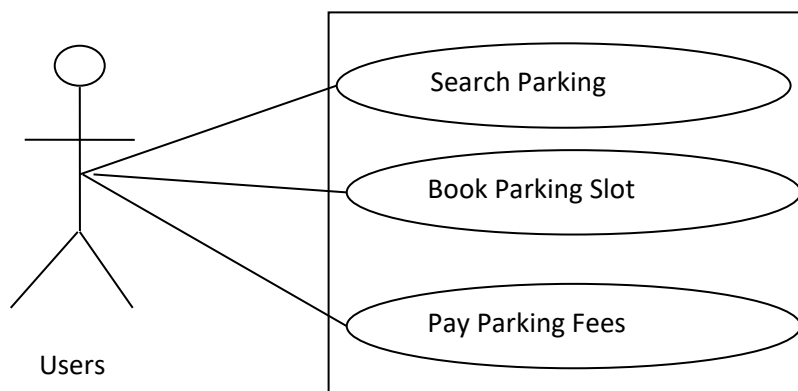 Search Parking
Book Parking Slot
Pay Parking Fees
Users